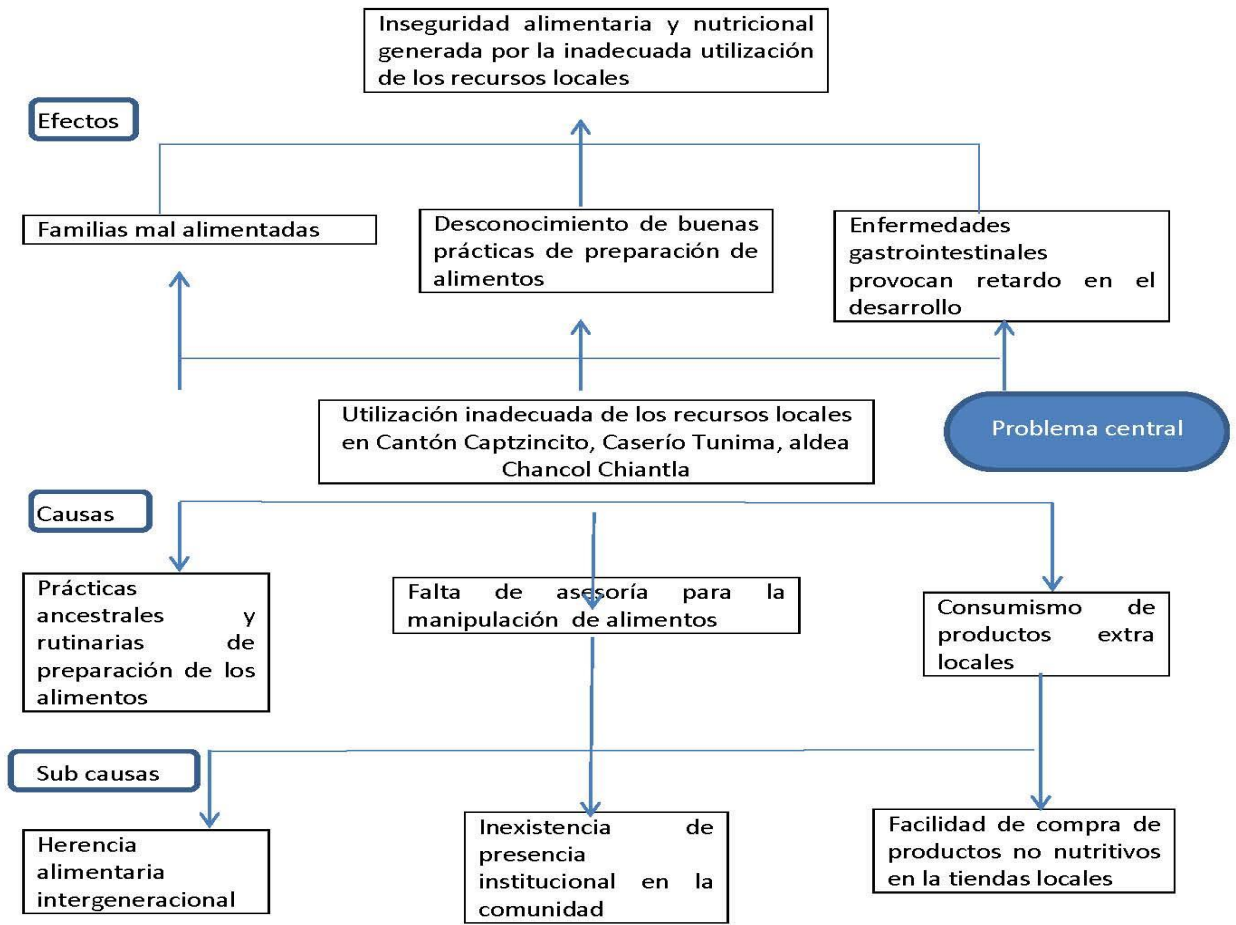 Inseguridad alimentaria y nutricional
generada por la inadecuada utilización
de los recursos locales
Efectos
Familias mal alimentadas
Desconocimiento de buenas
prácticas de preparación de
alimentos
Enfermedades
gastrointestinales
provocan retardo en el
desarrollo
Utilización inadecuada de los recursos locales
en Cantón Captzincito, Caserío Tunima, aldea
Chancol Chiantla
Problema central
Causas
Prácticas
ancestrales y
rutinarias de
preparación de los
alimentos
Falta de asesoría para la
manipulación de alimentos
Consumismo de
productos extra
locales
Sub causas
Herencia
alimentaria
intergeneracional
Inexistencia de
presencia
institucional en la
comunidad
Facilidad de compra de
productos no nutritivos
en la tiendas locales